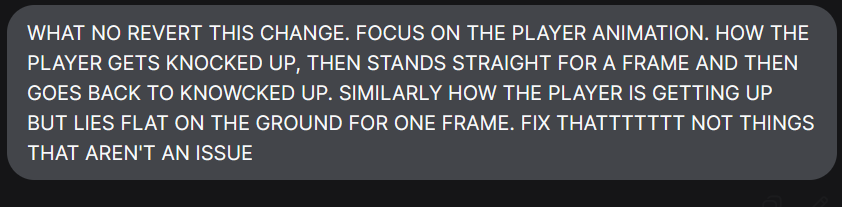 WHAT NO REVERT THIS CHANGE. FOCUS ON THE PLAYER ANIMATION. HOW THE
PLAYER GETS KNOCKED UP, THEN STANDS STRAIGHT FOR A FRAME AND THEN
GOES BACK TO KNOWCKED UP. SIMILARLY HOW THE PLAYER IS GETTING UP
BUT LIES FLAT ON THE GROUND FOR ONE FRAME. FIX THATTTTTTT NOT THINGS
THAT AREN'T AN ISSUE